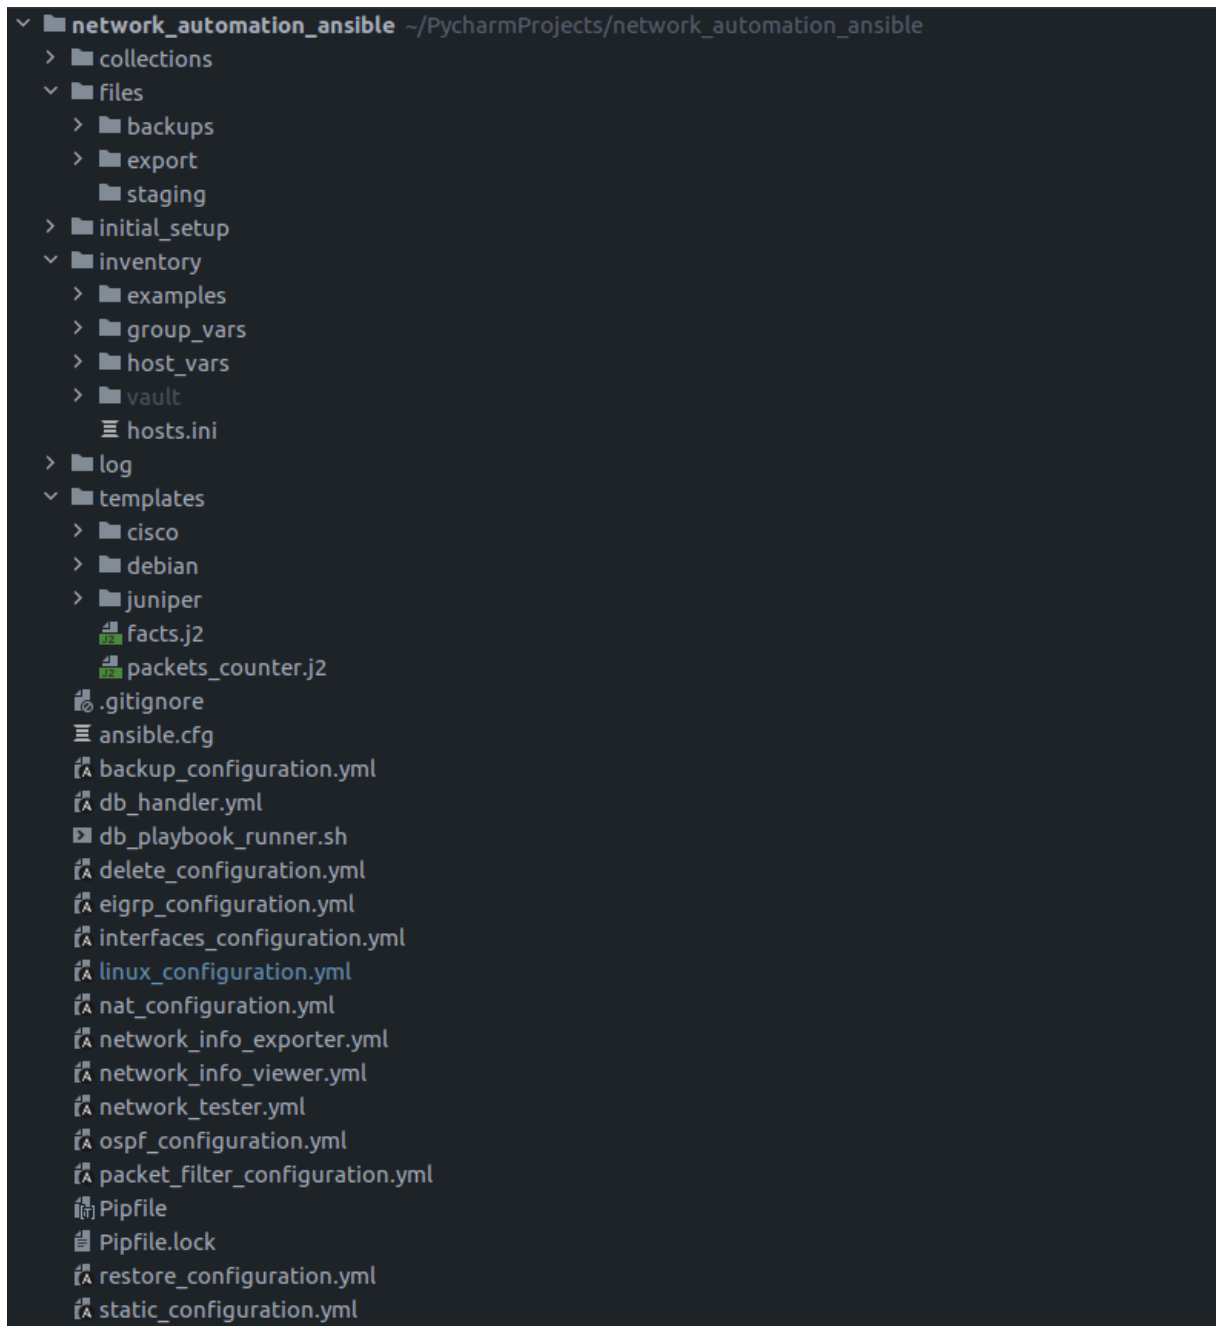 network_automation_ansible ~/PycharmProjects/network_automation_ansible
collections
files
backups
export
staging
initial_setup
inventory
examples
group_vars
host_vars
vault
hosts.ini
log
templates
cisco
debian
juniper
facts.j2
packets_counter.j2
.gitignore
ansible.cfg
backup_configuration.yml
db_handler.yml
db_playbook_runner.sh
delete_configuration.yml
eigrp_configuration.yml
interfaces_configuration.yml
linux_configuration.yml
nat_configuration.yml
network_info_exporter.yml
network_info_viewer.yml
network_tester.yml
ospf_configuration.yml
packet_filter_configuration.yml
Pipfile
Pipfile.lock
restore_configuration.yml
static_configuration.yml